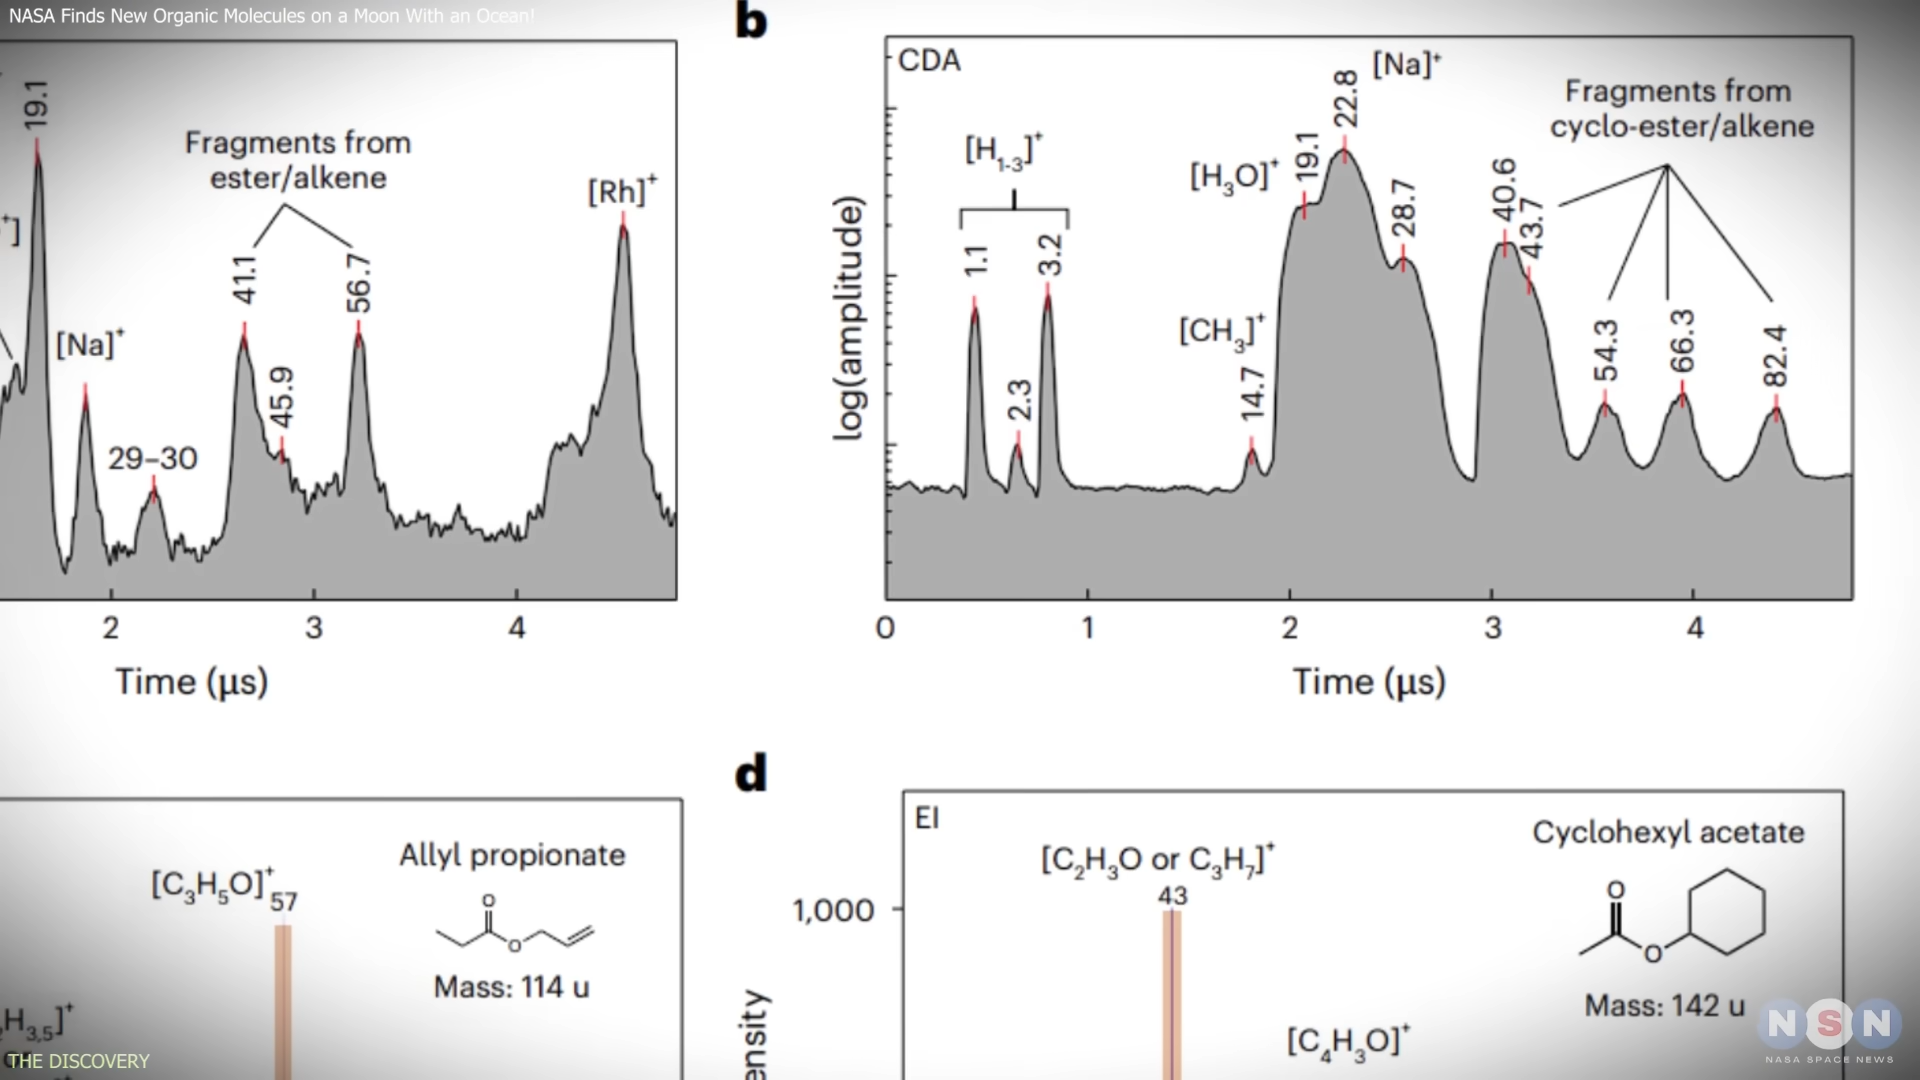 NASA Finds New Organic Molecules on a Moon With an Ocean!
19.1
Fragments from
ester/alkene
[Rh]⁺
⁺]
[Na]⁺
41.1
45.9
56.7
29–30
2
3
4
Time (µs)
b
CDA
[H₁₋₃]⁺
1.1
2.3
3.2
[H₃O]⁺
19.1
22.8
[Na]⁺
28.7
[CH₃]⁺
14.7
40.6
43.7
Fragments from
cyclo-ester/alkene
54.3
66.3
82.4
log(amplitude)
0
1
2
3
4
Time (µs)
[C₃H₅O]⁺
57
Allyl propionate
O
O
Mass: 114 u
H₃,₅]⁺
d
EI
[C₂H₃O or C₃H₇]⁺
43
1,000
Cyclohexyl acetate
O
O
Mass: 142 u
[C₄H₃O]⁺
ensity
THE DISCOVERY
NSN
NASA SPACE NEWS